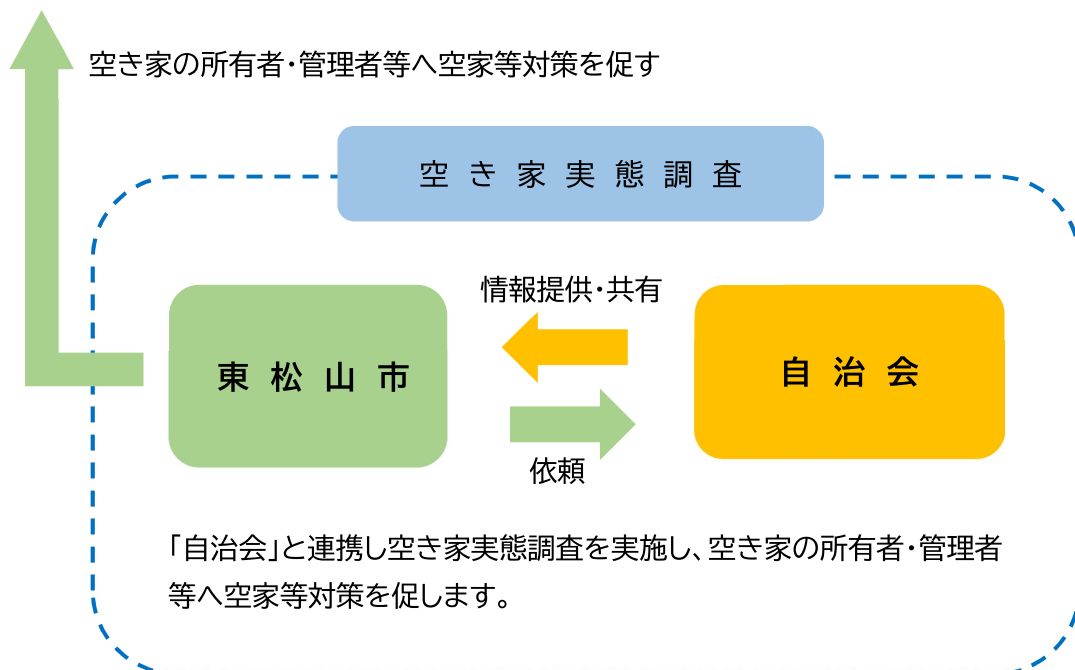 空き家の所有者・管理者等へ空家等対策を促す
空き家実態調査
情報提供・共有
東松山市
自治会
依頼
「自治会」と連携し空き家実態調査を実施し、空き家の所有者・管理者
等へ空家等対策を促します。